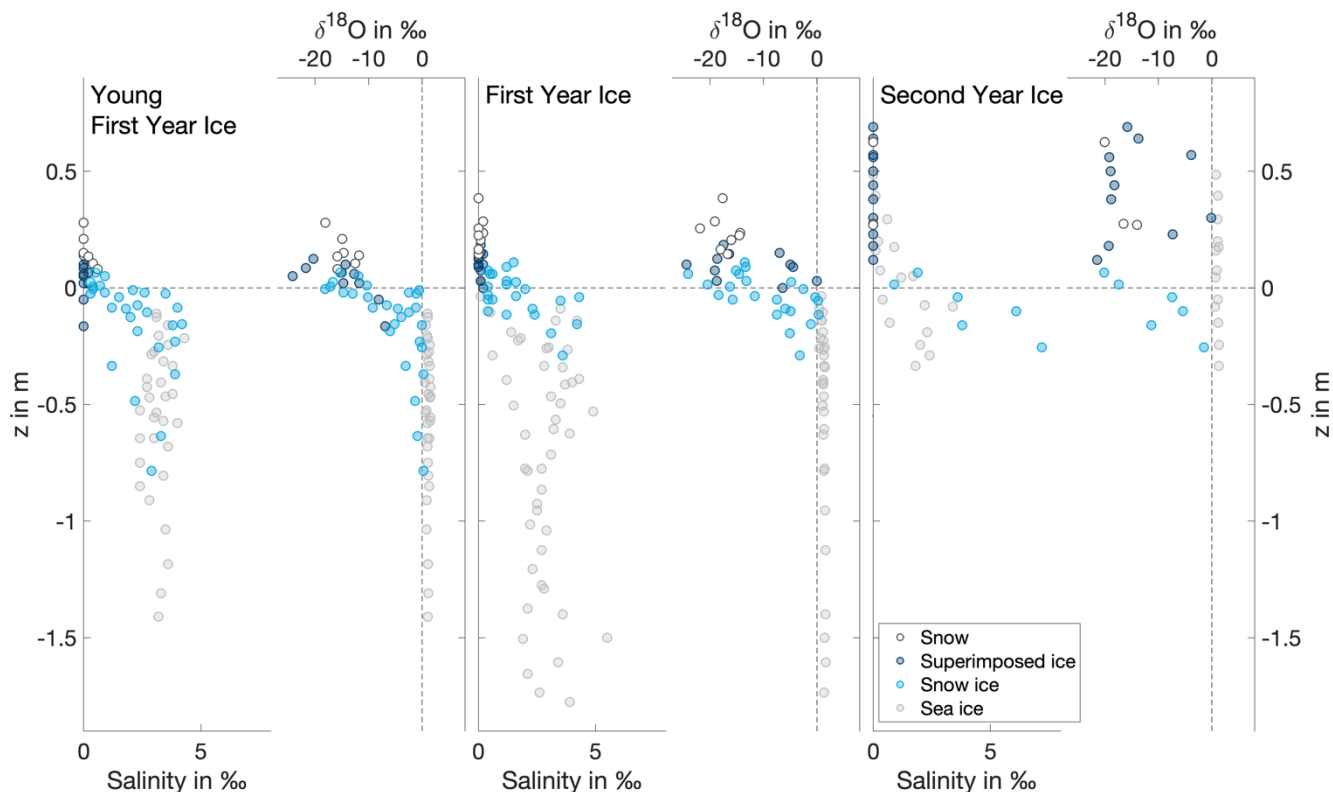 δ18O in ‰
-20 -10 0
δ18O in ‰
-20 -10 0
δ18O in ‰
-20 -10 0
Young
First Year Ice
First Year Ice
Second Year Ice
0.5
0
-0.5
-1
-1.5
z in m
0.5
0
-0.5
-1
-1.5
z in m
Snow
Superimposed ice
Snow ice
Sea ice
0 5
Salinity in ‰
0 5
Salinity in ‰
0 5
Salinity in ‰